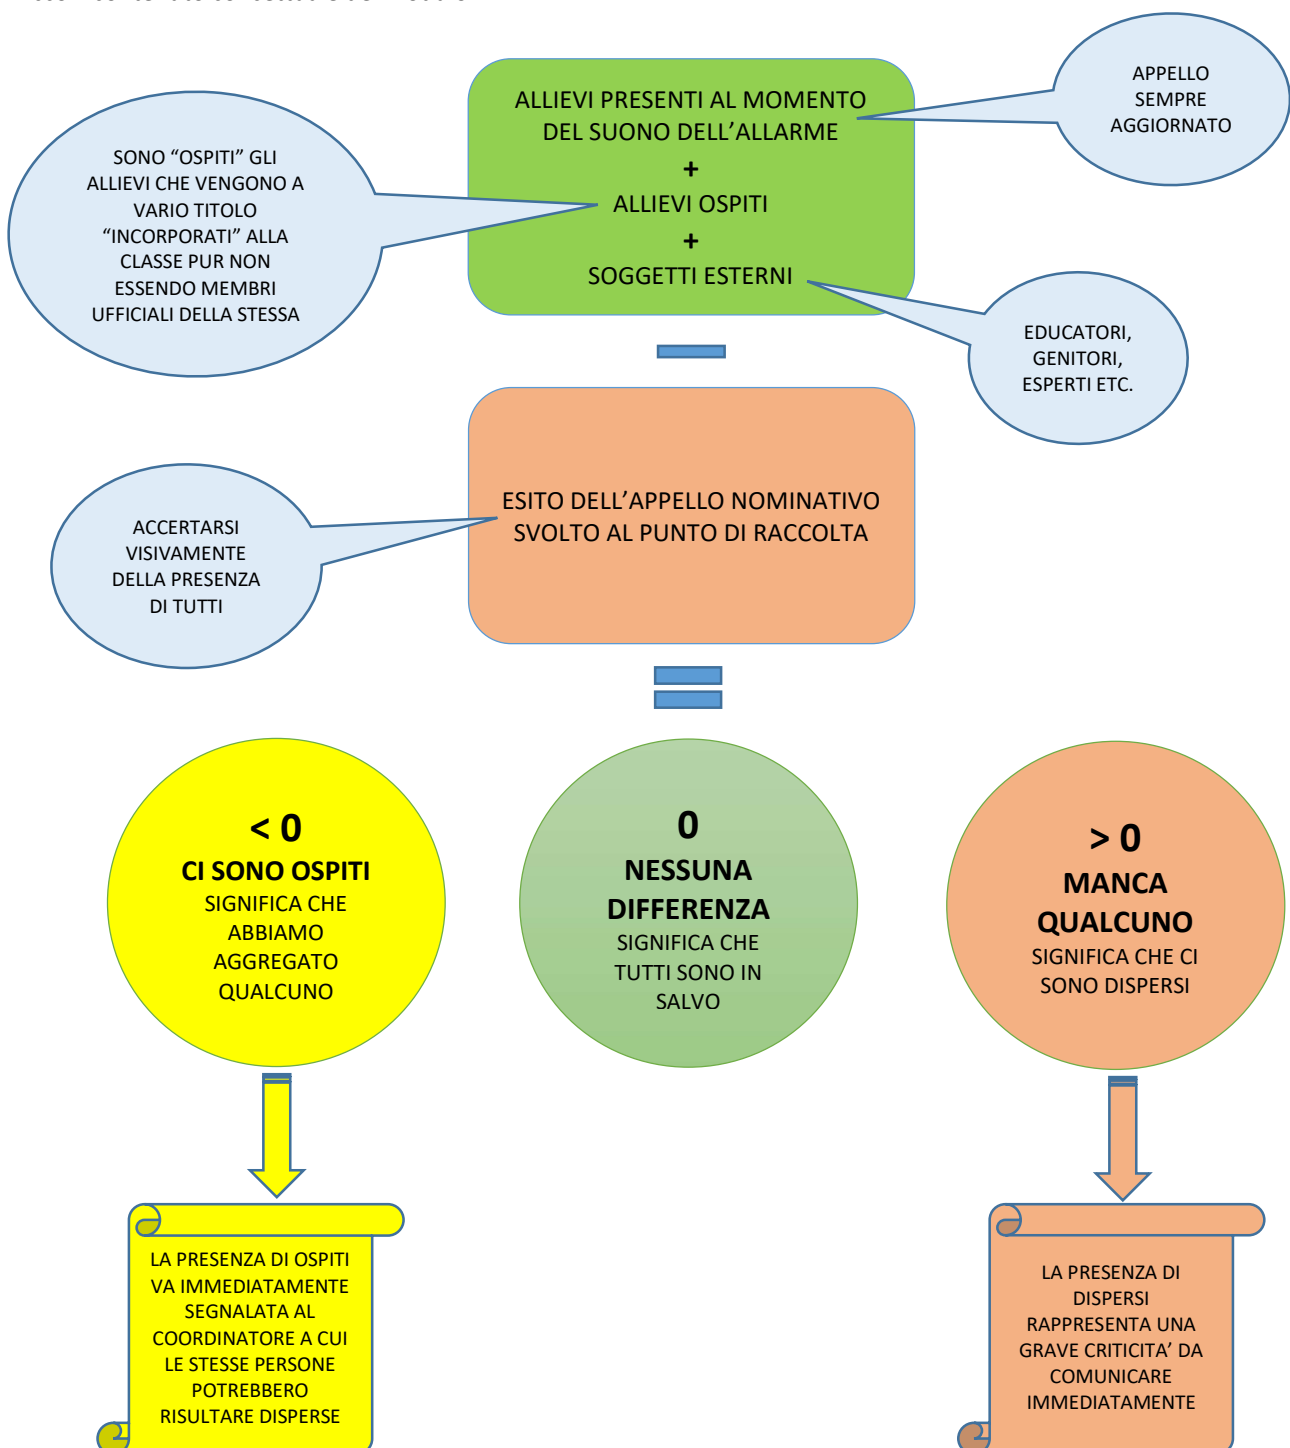 APPELLO
SEMPRE
AGGIORNATO
ALLIEVI PRESENTI AL MOMENTO
DEL SUONO DELL’ALLARME
+
ALLIEVI OSPITI
+
SOGGETTI ESTERNI
SONO “OSPITI” GLI
ALLIEVI CHE VENGONO A
VARIO TITOLO
“INCORPORATI” ALLA
CLASSE PUR NON
ESSENDO MEMBRI
UFFICIALI DELLA STESSA
EDUCATORI,
GENITORI,
ESPERTI ETC.
ESITO DELL’APPELLO NOMINATIVO
SVOLTO AL PUNTO DI RACCOLTA
ACCERTARSI
VISIVAMENTE
DELLA PRESENZA
DI TUTTI
< 0
CI SONO OSPITI
SIGNIFICA CHE
ABBIAMO
AGGREGATO
QUALCUNO
0
NESSUNA
DIFFERENZA
SIGNIFICA CHE
TUTTI SONO IN
SALVO
> 0
MANCA
QUALCUNO
SIGNIFICA CHE CI
SONO DISPERSI
LA PRESENZA DI OSPITI
VA IMMEDIATAMENTE
SEGNALATA AL
COORDINATORE A CUI
LE STESSE PERSONE
POTREBBERO
RISULTARE DISPERSE
LA PRESENZA DI
DISPERSI
RAPPRESENTA UNA
GRAVE CRITICITA’ DA
COMUNICARE
IMMEDIATAMENTE